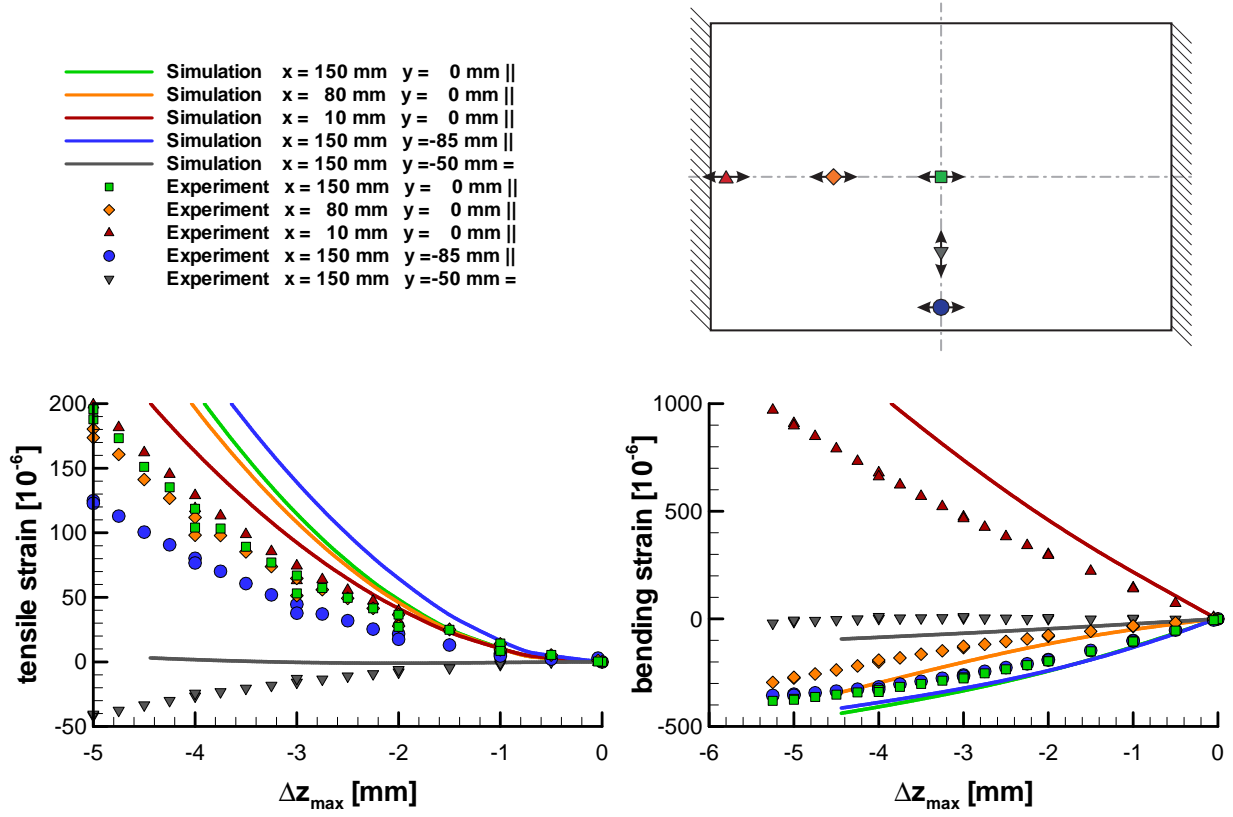 Simulation x = 150 mm y = 0 mm ||
Simulation x = 80 mm y = 0 mm ||
Simulation x = 10 mm y = 0 mm ||
Simulation x = 150 mm y =-85 mm ||
Simulation x = 150 mm y =-50 mm =
Experiment x = 150 mm y = 0 mm ||
Experiment x = 80 mm y = 0 mm ||
Experiment x = 10 mm y = 0 mm ||
Experiment x = 150 mm y =-85 mm ||
Experiment x = 150 mm y =-50 mm =
tensile strain [10⁻⁶]
200
150
100
50
0
-50
-5 -4 -3 -2 -1 0
Δzmax [mm]
bending strain [10⁻⁶]
1000
500
0
-500
-6 -5 -4 -3 -2 -1 0
Δzmax [mm]